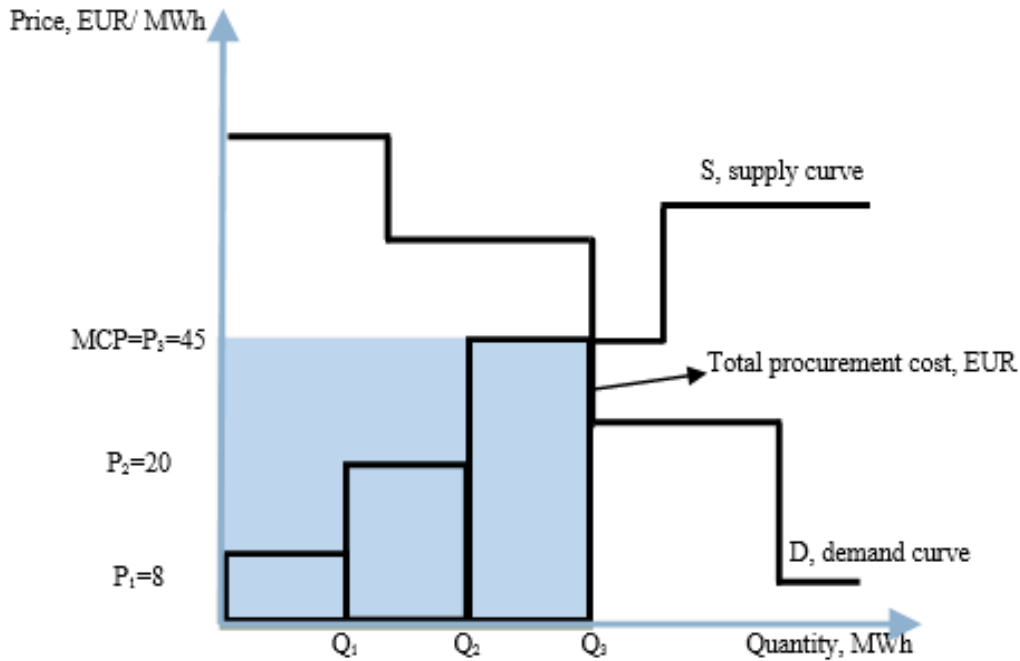 Price, EUR/ MWh
S, supply curve
MCP=P₃=45
Total procurement cost, EUR
P₂=20
D, demand curve
P₁=8
Q₁
Q₂
Q₃
Quantity, MWh